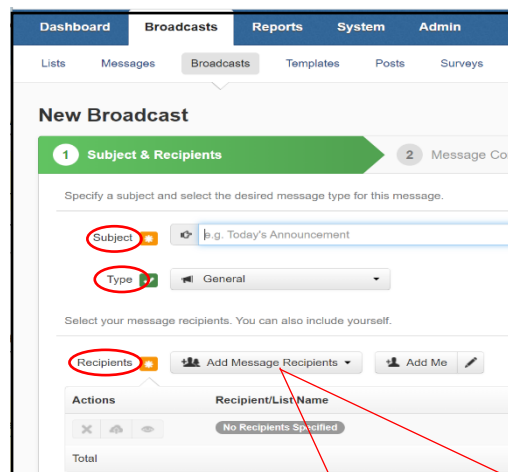 Dashboard Broadcasts Reports System Admin
Lists Messages Broadcasts Templates Posts Surveys
New Broadcast
1 Subject & Recipients 2 Message Co
Specify a subject and select the desired message type for this message.
Subject e.g. Today's Announcement
Type General
Select your message recipients. You can also include yourself.
Recipients Add Message Recipients Add Me
Actions Recipient/List Name
No Recipients Specified
Total